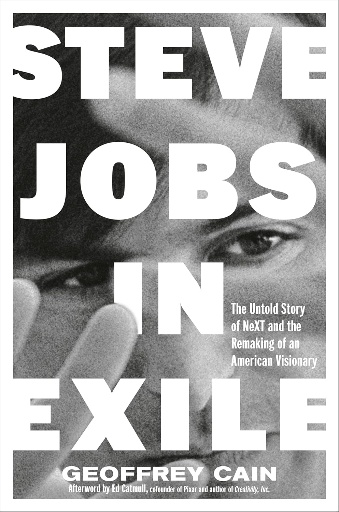 STEVE
JOBS
IN
The Untold Story
of NeXT and the
Remaking of an
American Visionary
EXILE
GEOFFREY CAIN
Afterword by Ed Catmull, cofounder of Pixar and author of Creativity, Inc.